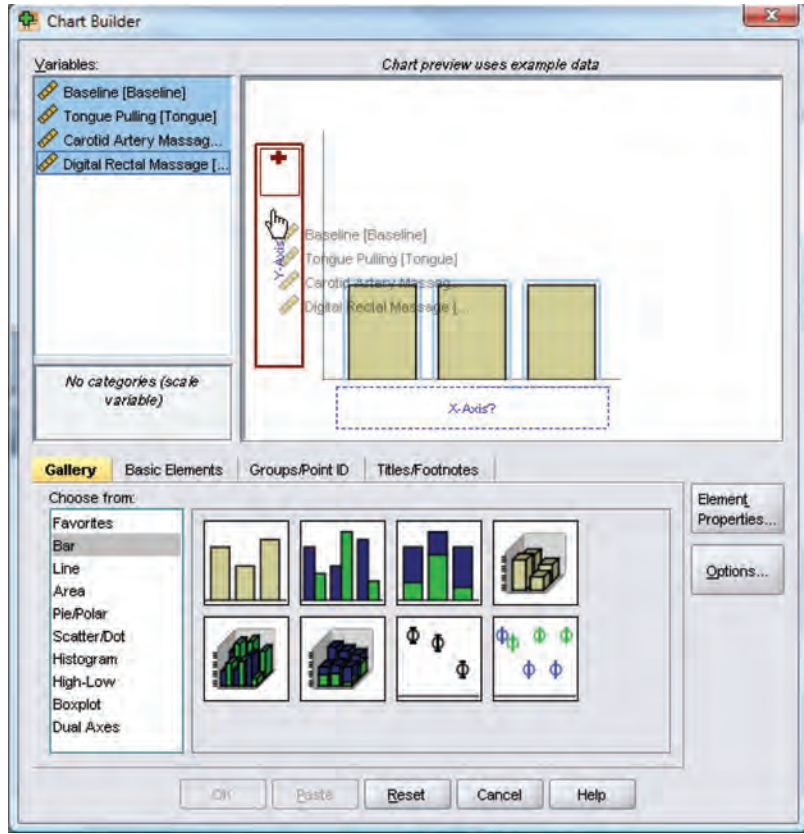 Chart Builder
Variables:
Chart preview uses example data
Baseline [Baseline]
Tongue Pulling [Tongue]
Carotid Artery Massag...
Digital Rectal Massage [...
Y-Axis?
Baseline [Baseline]
Tongue Pulling [Tongue]
Carotid Artery Massag...
Digital Rectal Massage [...
X-Axis?
No categories (scale
variable)
Gallery
Basic Elements
Groups/Point ID
Titles/Footnotes
Choose from:
Favorites
Bar
Line
Area
Pie/Polar
Scatter/Dot
Histogram
High-Low
Boxplot
Dual Axes
Element
Properties...
Options...
OK
Paste
Reset
Cancel
Help